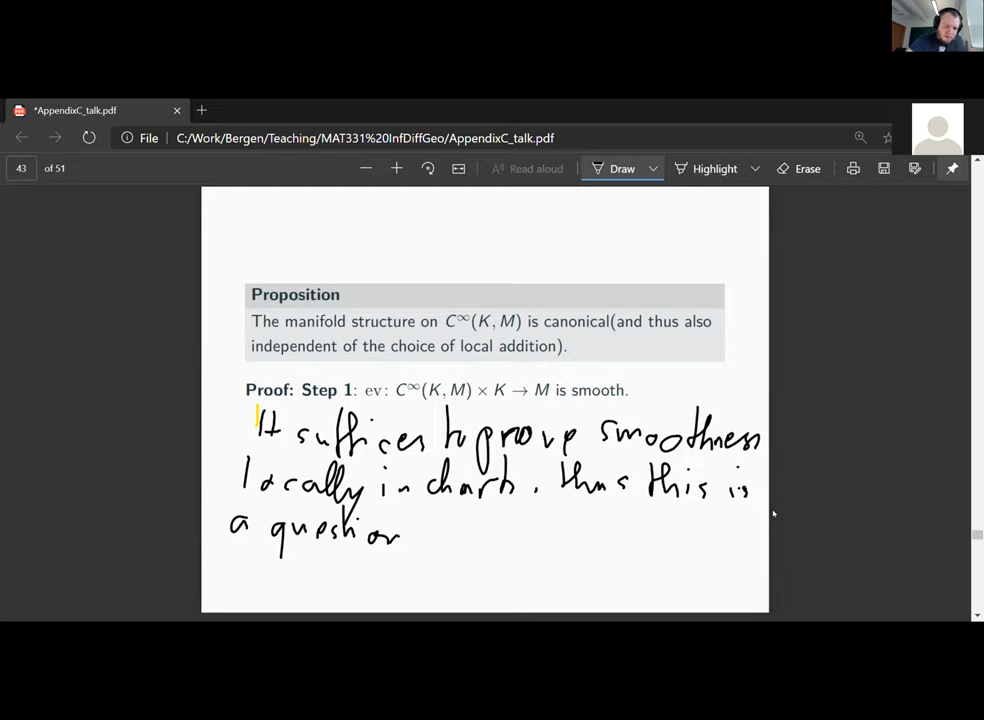 *AppendixC_talk.pdf
File C:/Work/Bergen/Teaching/MAT331%20InfDiffGeo/AppendixC_talk.pdf
43 of 51 Read aloud Draw Highlight Erase
Proposition
The manifold structure on C∞(K, M) is canonical(and thus also
independent of the choice of local addition).
Proof: Step 1: ev: C∞(K, M) × K → M is smooth.
It suffices to prove smoothness
locally in charts. Thus this is
a question